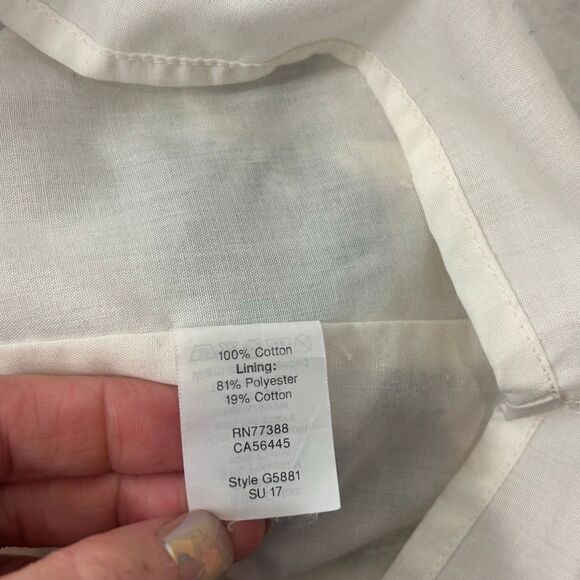 100% Cotton
Lining:
81% Polyester
19% Cotton
RN77388
CA56445
Style G5881
SU 17